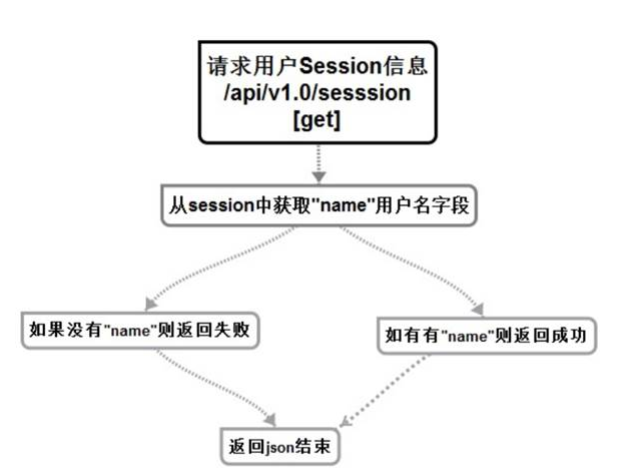 请求用户Session信息
/api/v1.0/sesssion
[get]
从session中获取"name"用户名字段
如果没有"name"则返回失败
如有有"name"则返回成功
返回json结束